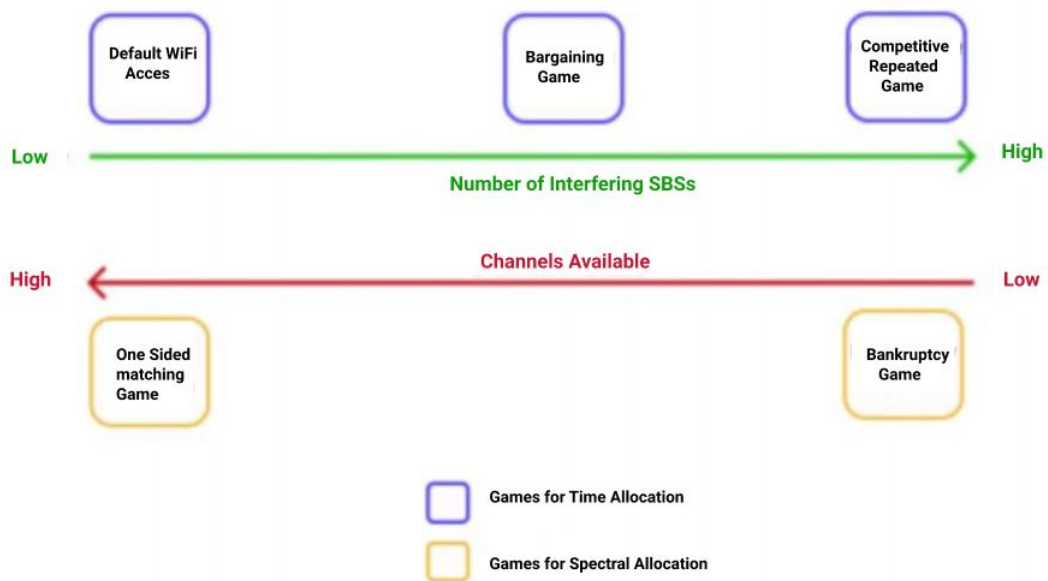 Default WiFi
Acces
Bargaining
Game
Competitive
Repeated
Game
Low
High
Number of Interfering SBSs
Channels Available
High
Low
One Sided
matching
Game
Bankruptcy
Game
Games for Time Allocation
Games for Spectral Allocation